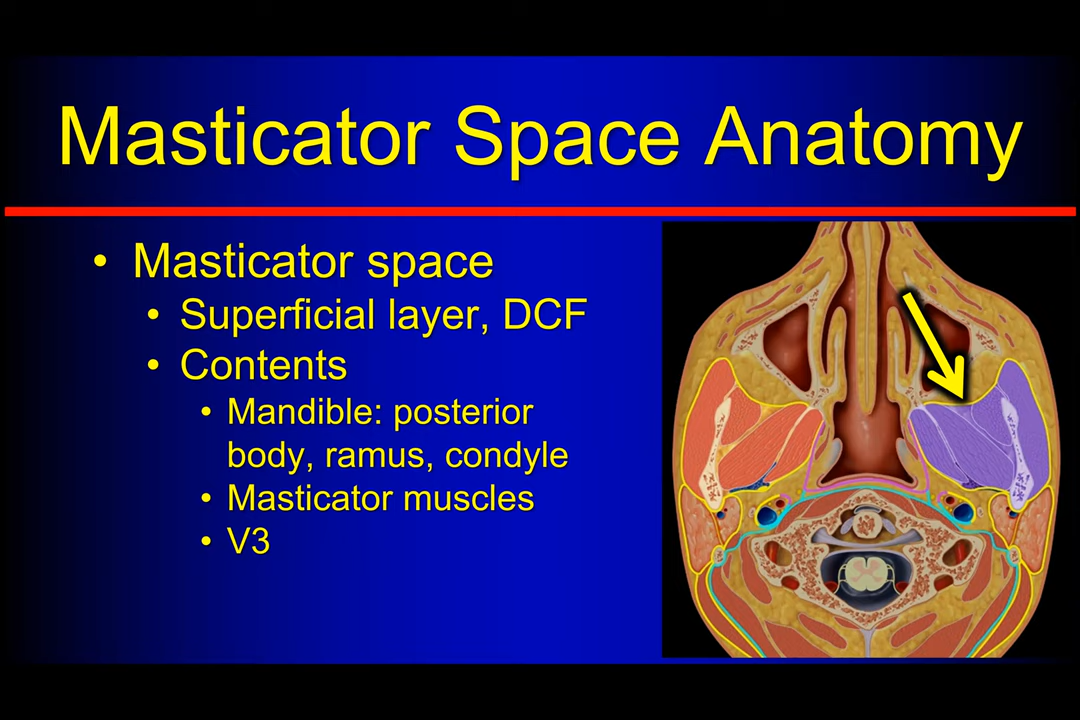 Masticator Space Anatomy
• Masticator space
• Superficial layer, DCF
• Contents
• Mandible: posterior
body, ramus, condyle
• Masticator muscles
• V3